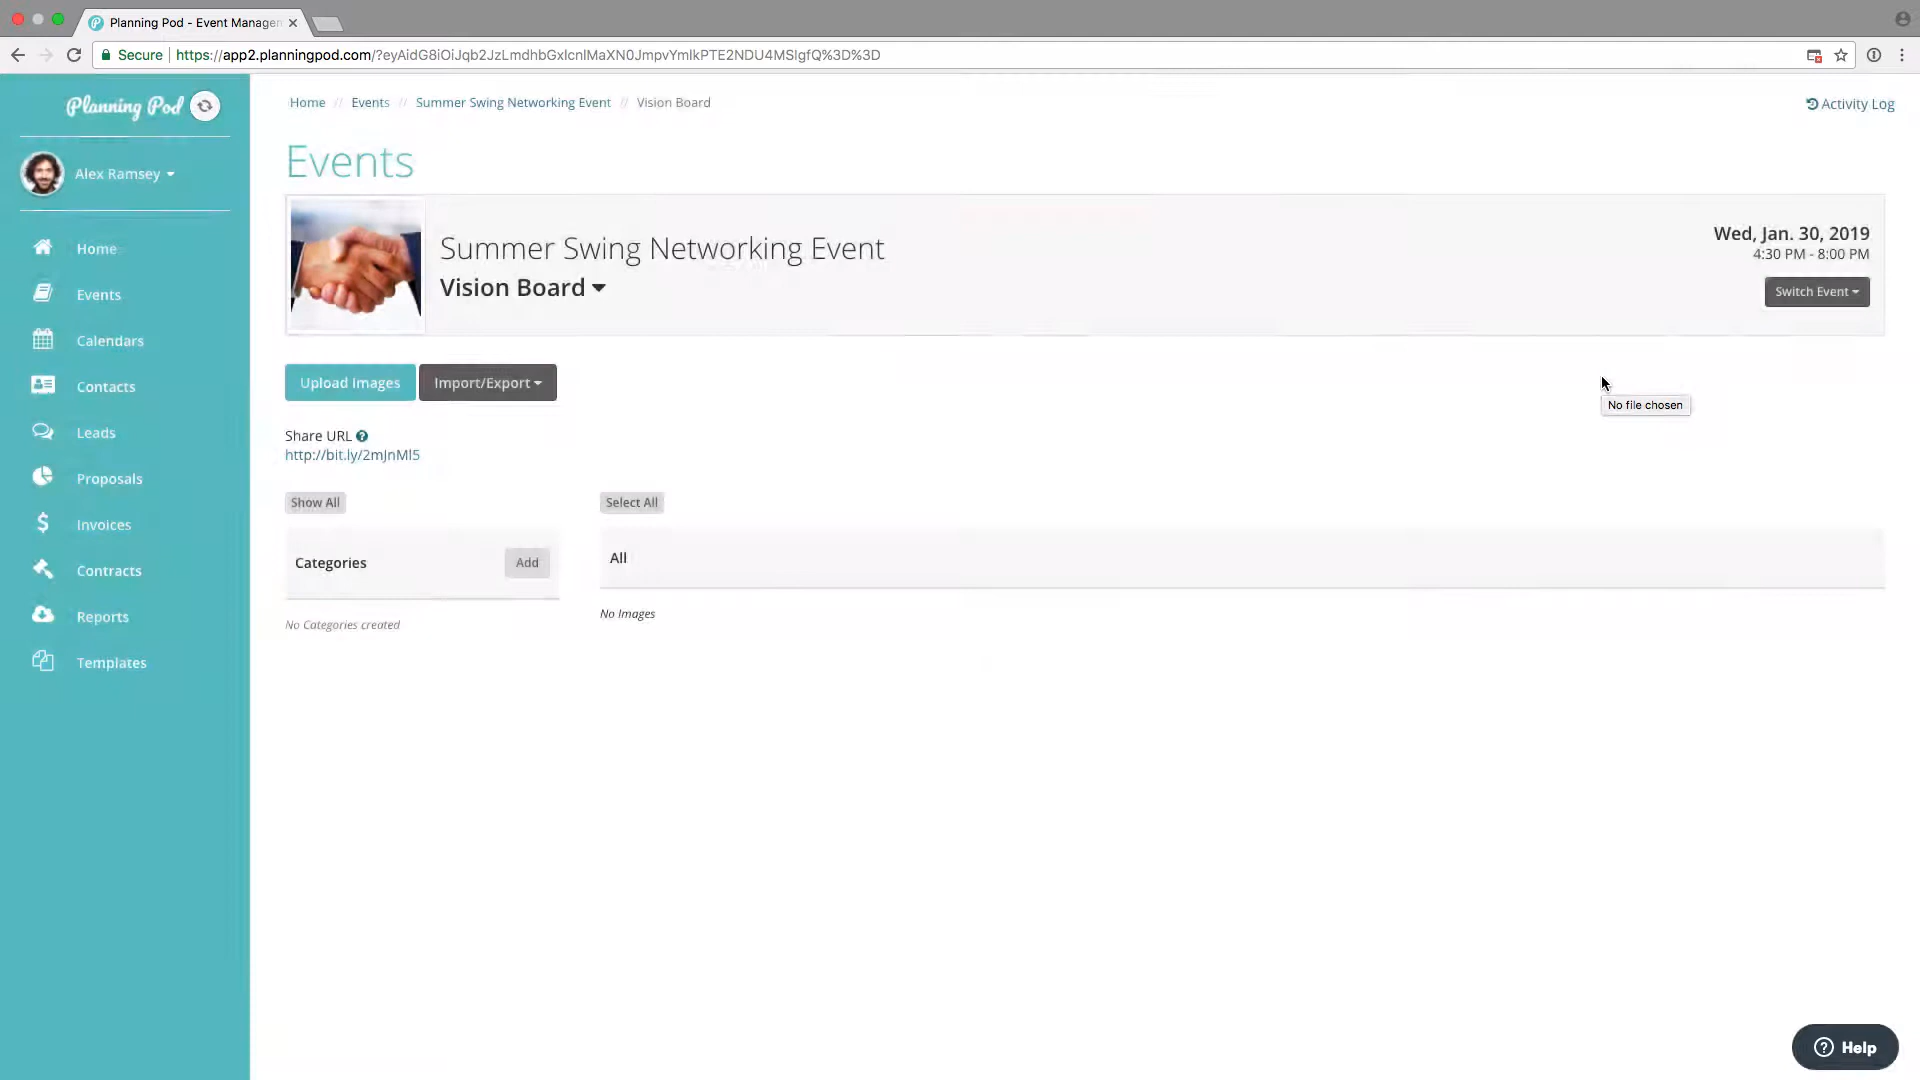 Planning Pod - Event Manager
Secure https://app2.planningpod.com/?eyAidG8iOiJqb2JzLmdhbGxlcnlMaXN0JmpvYmlkPTE2NDU4MSIgfQ%3D%3D
Planning Pod
Alex Ramsey
Home
Events
Calendars
Contacts
Leads
Proposals
Invoices
Contracts
Reports
Templates
Home // Events // Summer Swing Networking Event // Vision Board
Activity Log
Events
Summer Swing Networking Event
Vision Board
Wed, Jan. 30, 2019
4:30 PM - 8:00 PM
Switch Event
Upload Images
Import/Export
No file chosen
Share URL
http://bit.ly/2mJnMl5
Show All
Select All
Categories
Add
All
No Categories created
No Images
Help